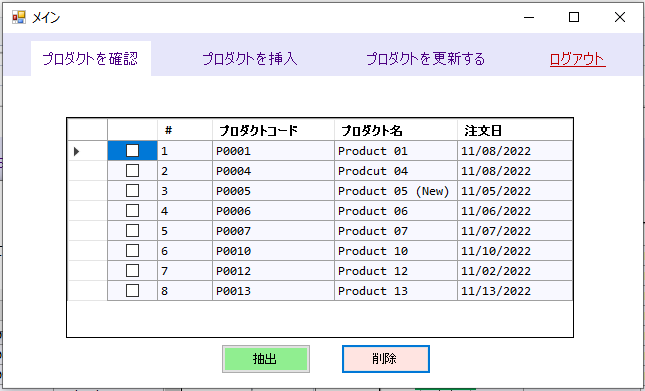 メイン
プロダクトを確認 プロダクトを挿入 プロダクトを更新する ログアウト
# プロダクトコード プロダクト名 注文日
1 P0001 Product 01 11/08/2022
2 P0004 Prodcut 04 11/08/2022
3 P0005 Product 05 (New) 11/05/2022
4 P0006 Product 06 11/06/2022
5 P0007 Product 07 11/07/2022
6 P0010 Product 10 11/10/2022
7 P0012 Product 12 11/02/2022
8 P0013 Product 13 11/13/2022
抽出 削除